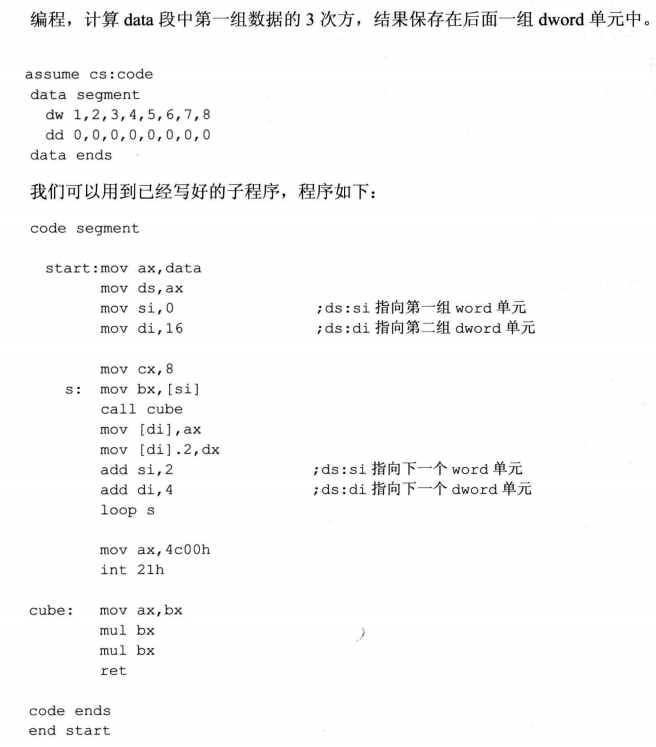 编程，计算 data 段中第一组数据的 3 次方，结果保存在后面一组 dword 单元中。
assume cs:code
data segment
dw 1,2,3,4,5,6,7,8
dd 0,0,0,0,0,0,0,0
data ends
我们可以用到已经写好的子程序，程序如下：
code segment
start:mov ax,data
mov ds,ax
mov si,0 ;ds:si 指向第一组 word 单元
mov di,16 ;ds:di 指向第二组 dword 单元
mov cx,8
s: mov bx,[si]
call cube
mov [di],ax
mov [di].2,dx
add si,2 ;ds:si 指向下一个 word 单元
add di,4 ;ds:di 指向下一个 dword 单元
loop s
mov ax,4c00h
int 21h
cube: mov ax,bx
mul bx
mul bx
ret
code ends
end start